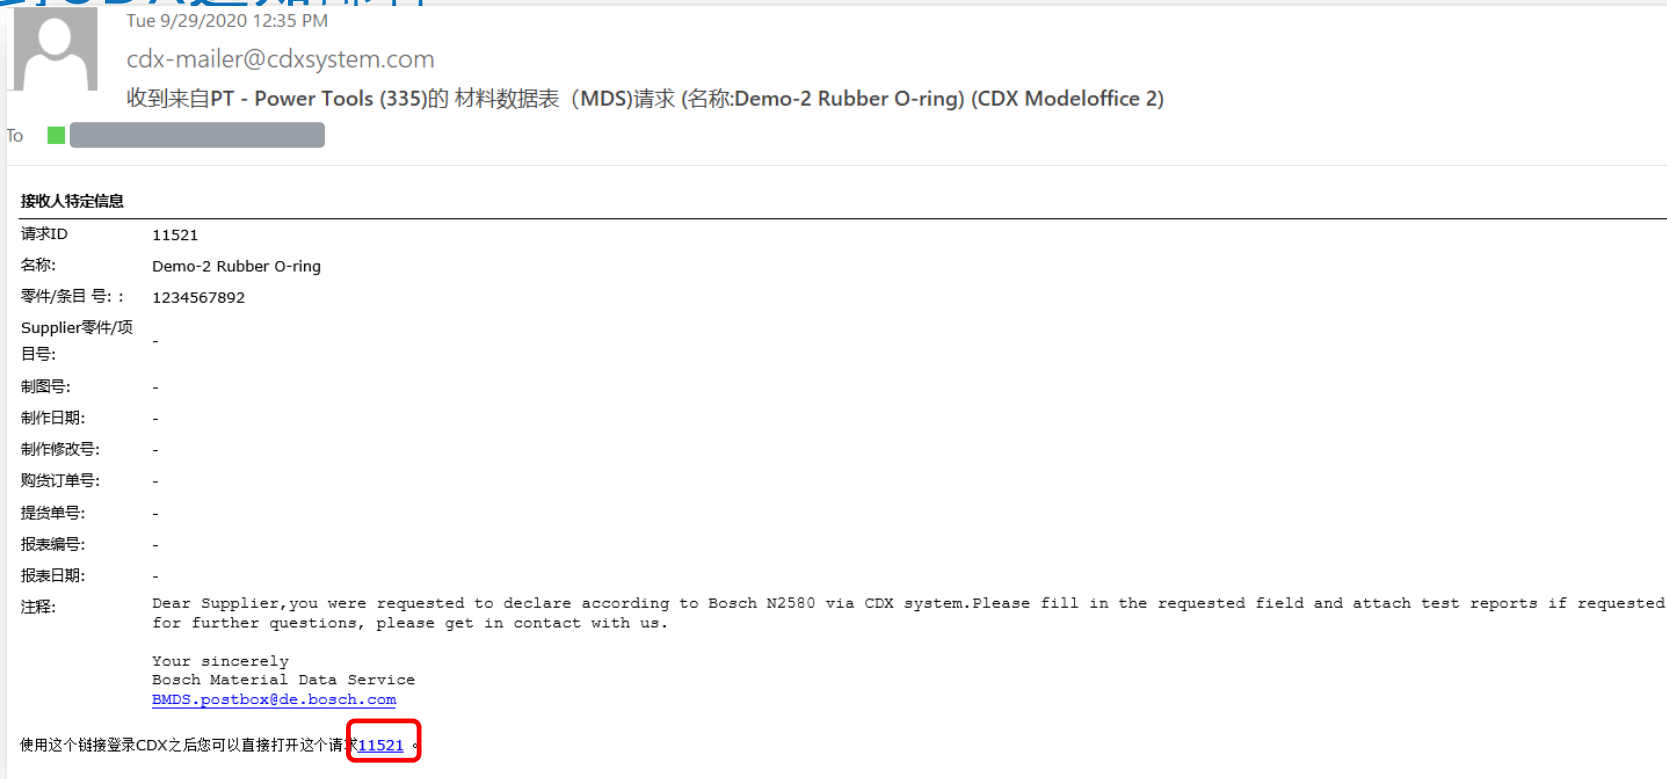 到CDX通知邮件
Tue 9/29/2020 12:35 PM
cdx-mailer@cdxsystem.com
收到来自PT - Power Tools (335)的 材料数据表（MDS)请求 (名称:Demo-2 Rubber O-ring) (CDX Modeloffice 2)
To
接收人特定信息
请求ID 11521
名称: Demo-2 Rubber O-ring
零件/条目 号: : 1234567892
Supplier零件/项
目号: -
制图号: -
制作日期: -
制作修改号: -
购货订单号: -
提货单号: -
报表编号: -
报表日期: -
注释: Dear Supplier,you were requested to declare according to Bosch N2580 via CDX system.Please fill in the requested field and attach test reports if requested
for further questions, please get in contact with us.
Your sincerely
Bosch Material Data Service
BMDS.postbox@de.bosch.com
使用这个链接登录CDX之后您可以直接打开这个请求11521 。